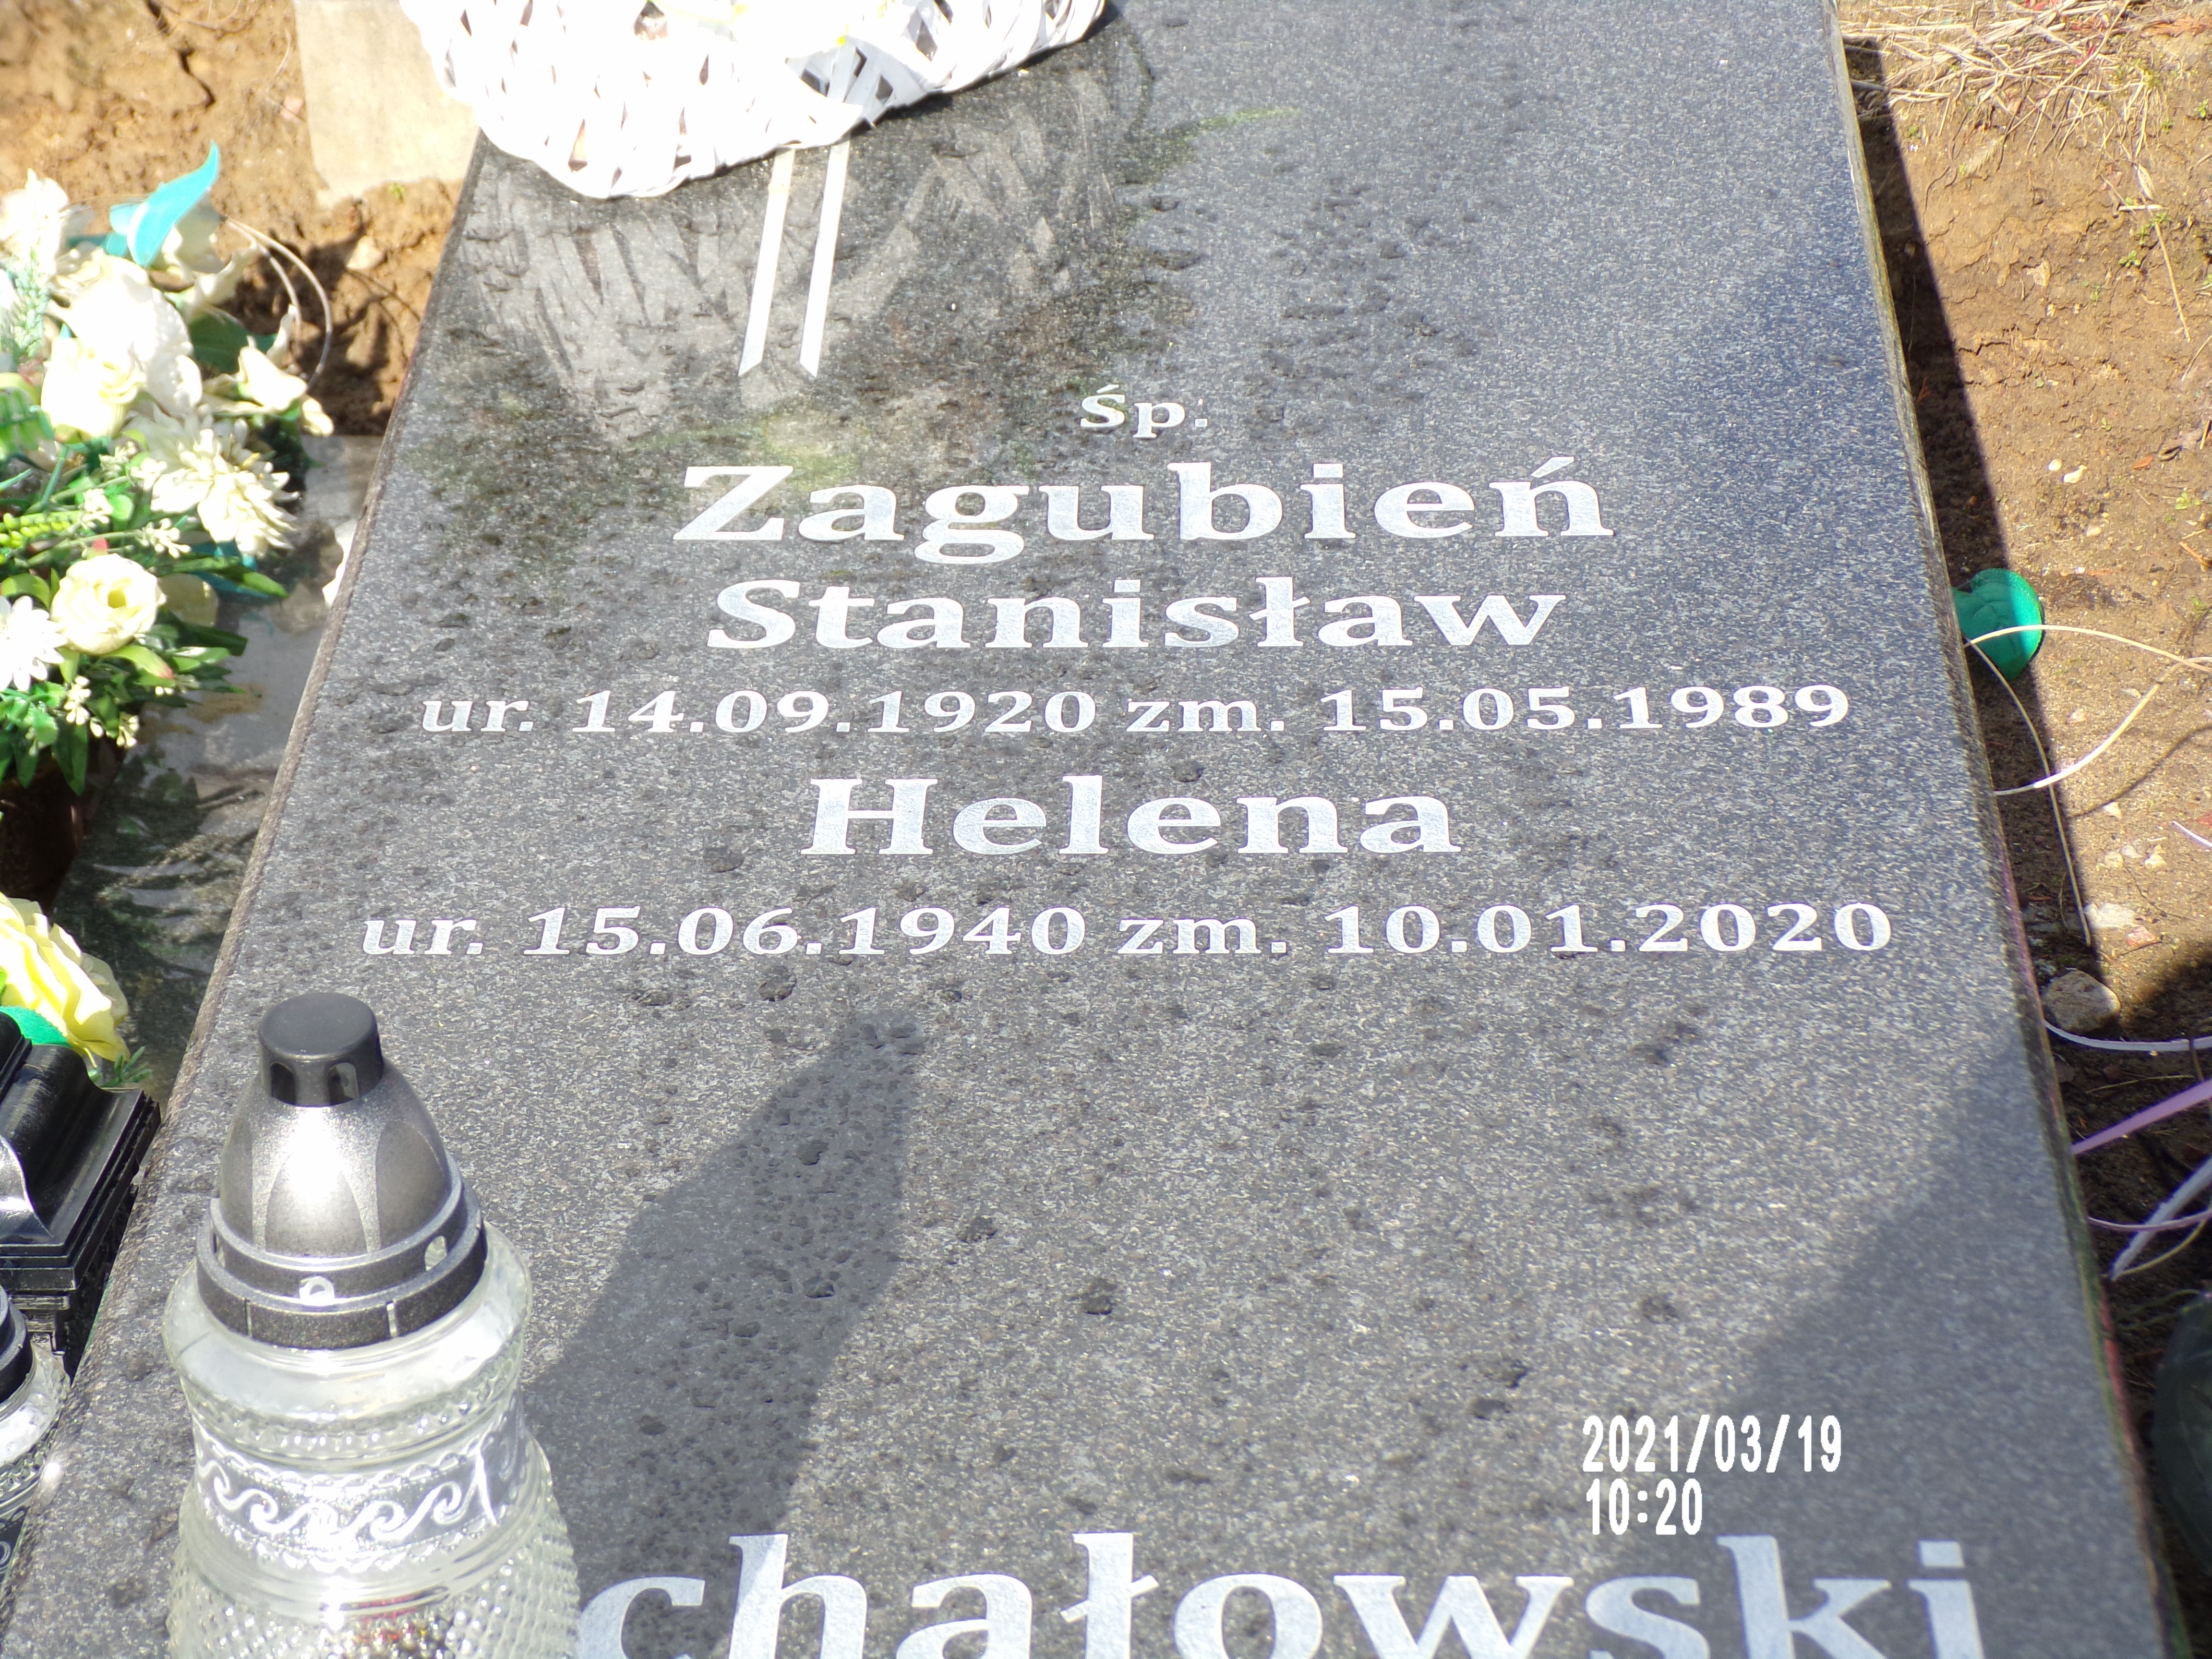 śp.
Zagubień
Stanisław
ur. 14.09.1920 zm. 15.05.1989
Helena
ur. 15.06.1940 zm. 10.01.2020
2021/03/19
10:20